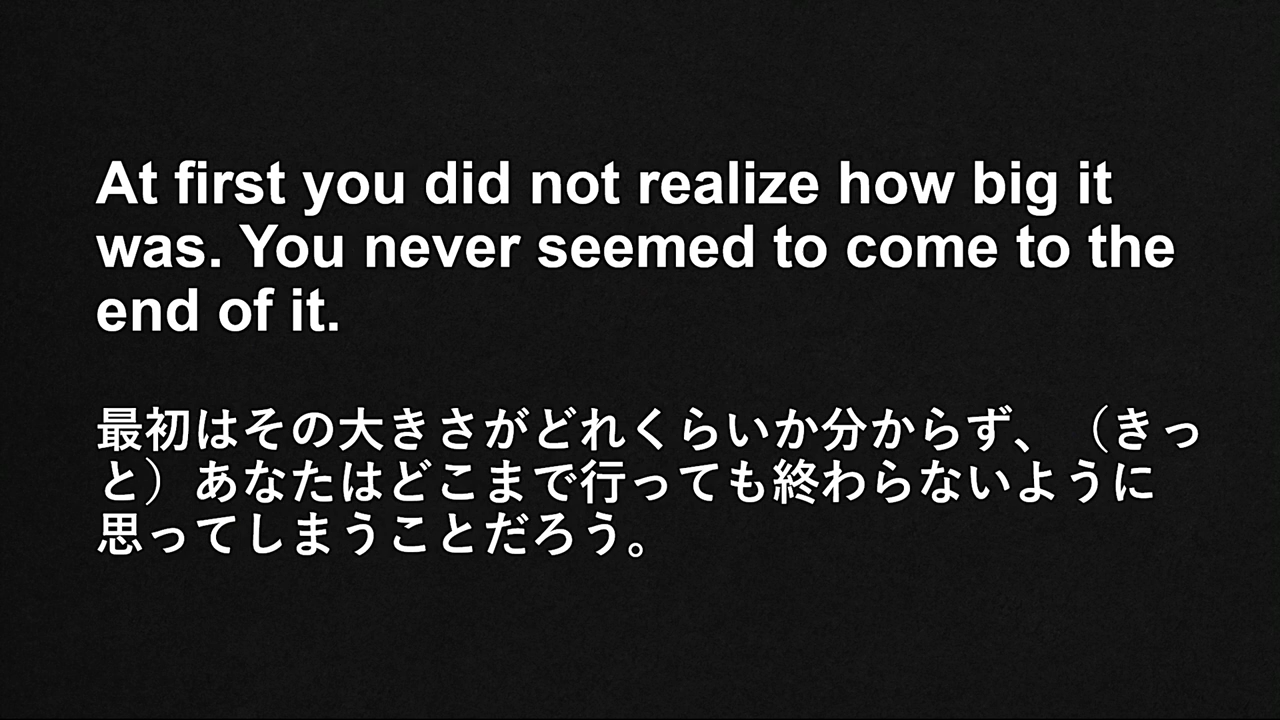 At first you did not realize how big it
was. You never seemed to come to the
end of it.
最初はその大きさがどれくらいか分からず、（きっ
と）あなたはどこまで行っても終わらないように
思ってしまうことだろう。